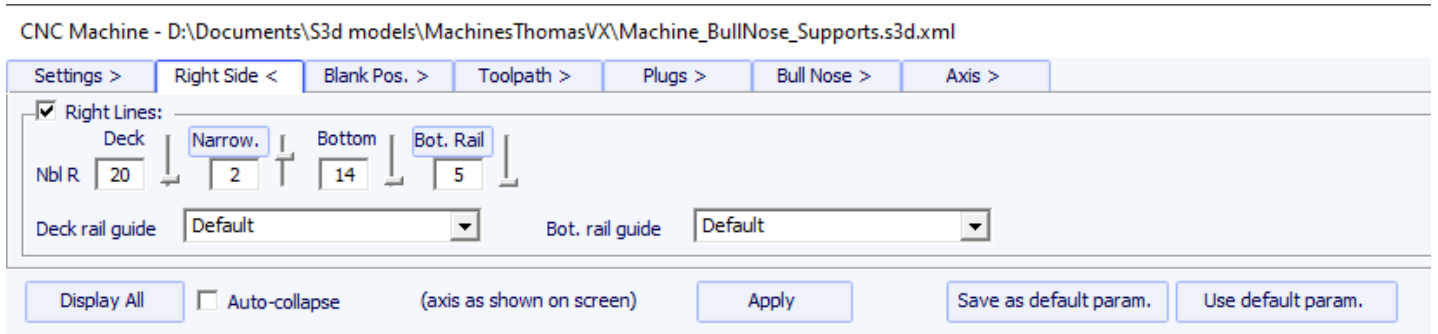 CNC Machine - D:\Documents\S3d models\MachinesThomasVX\Machine_BullNose_Supports.s3d.xml
Settings > Right Side < Blank Pos. > Toolpath > Plugs > Bull Nose > Axis >
Right Lines:
Deck Narrow. Bottom Bot. Rail
Nbl R 20 2 14 5
Deck rail guide Default Bot. rail guide Default
Display All Auto-collapse (axis as shown on screen) Apply Save as default param. Use default param.